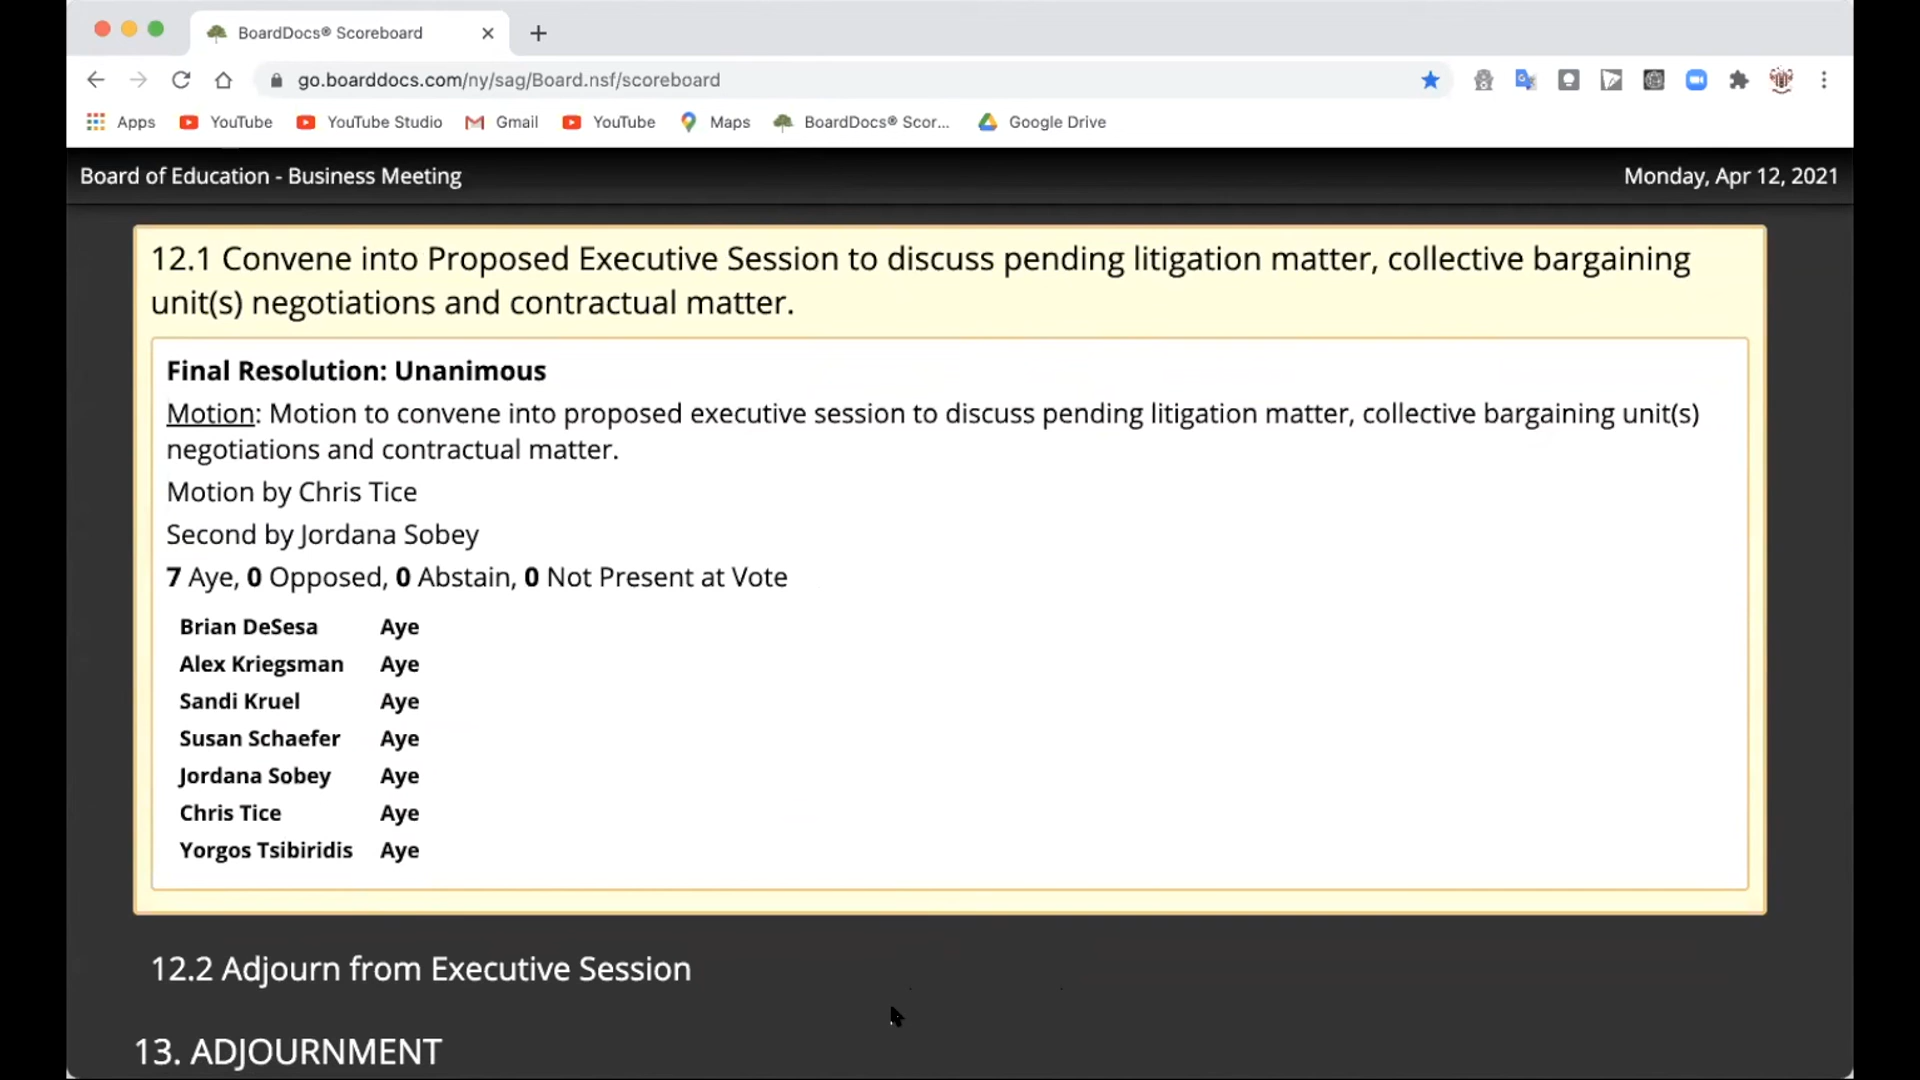 BoardDocs® Scoreboard
go.boarddocs.com/ny/sag/Board.nsf/scoreboard
Apps YouTube YouTube Studio Gmail YouTube Maps BoardDocs® Scor... Google Drive
Board of Education - Business Meeting Monday, Apr 12, 2021
12.1 Convene into Proposed Executive Session to discuss pending litigation matter, collective bargaining
unit(s) negotiations and contractual matter.
Final Resolution: Unanimous
Motion: Motion to convene into proposed executive session to discuss pending litigation matter, collective bargaining unit(s)
negotiations and contractual matter.
Motion by Chris Tice
Second by Jordana Sobey
7 Aye, 0 Opposed, 0 Abstain, 0 Not Present at Vote
Brian DeSesa Aye
Alex Kriegsman Aye
Sandi Kruel Aye
Susan Schaefer Aye
Jordana Sobey Aye
Chris Tice Aye
Yorgos Tsibiridis Aye
12.2 Adjourn from Executive Session
13. ADJOURNMENT